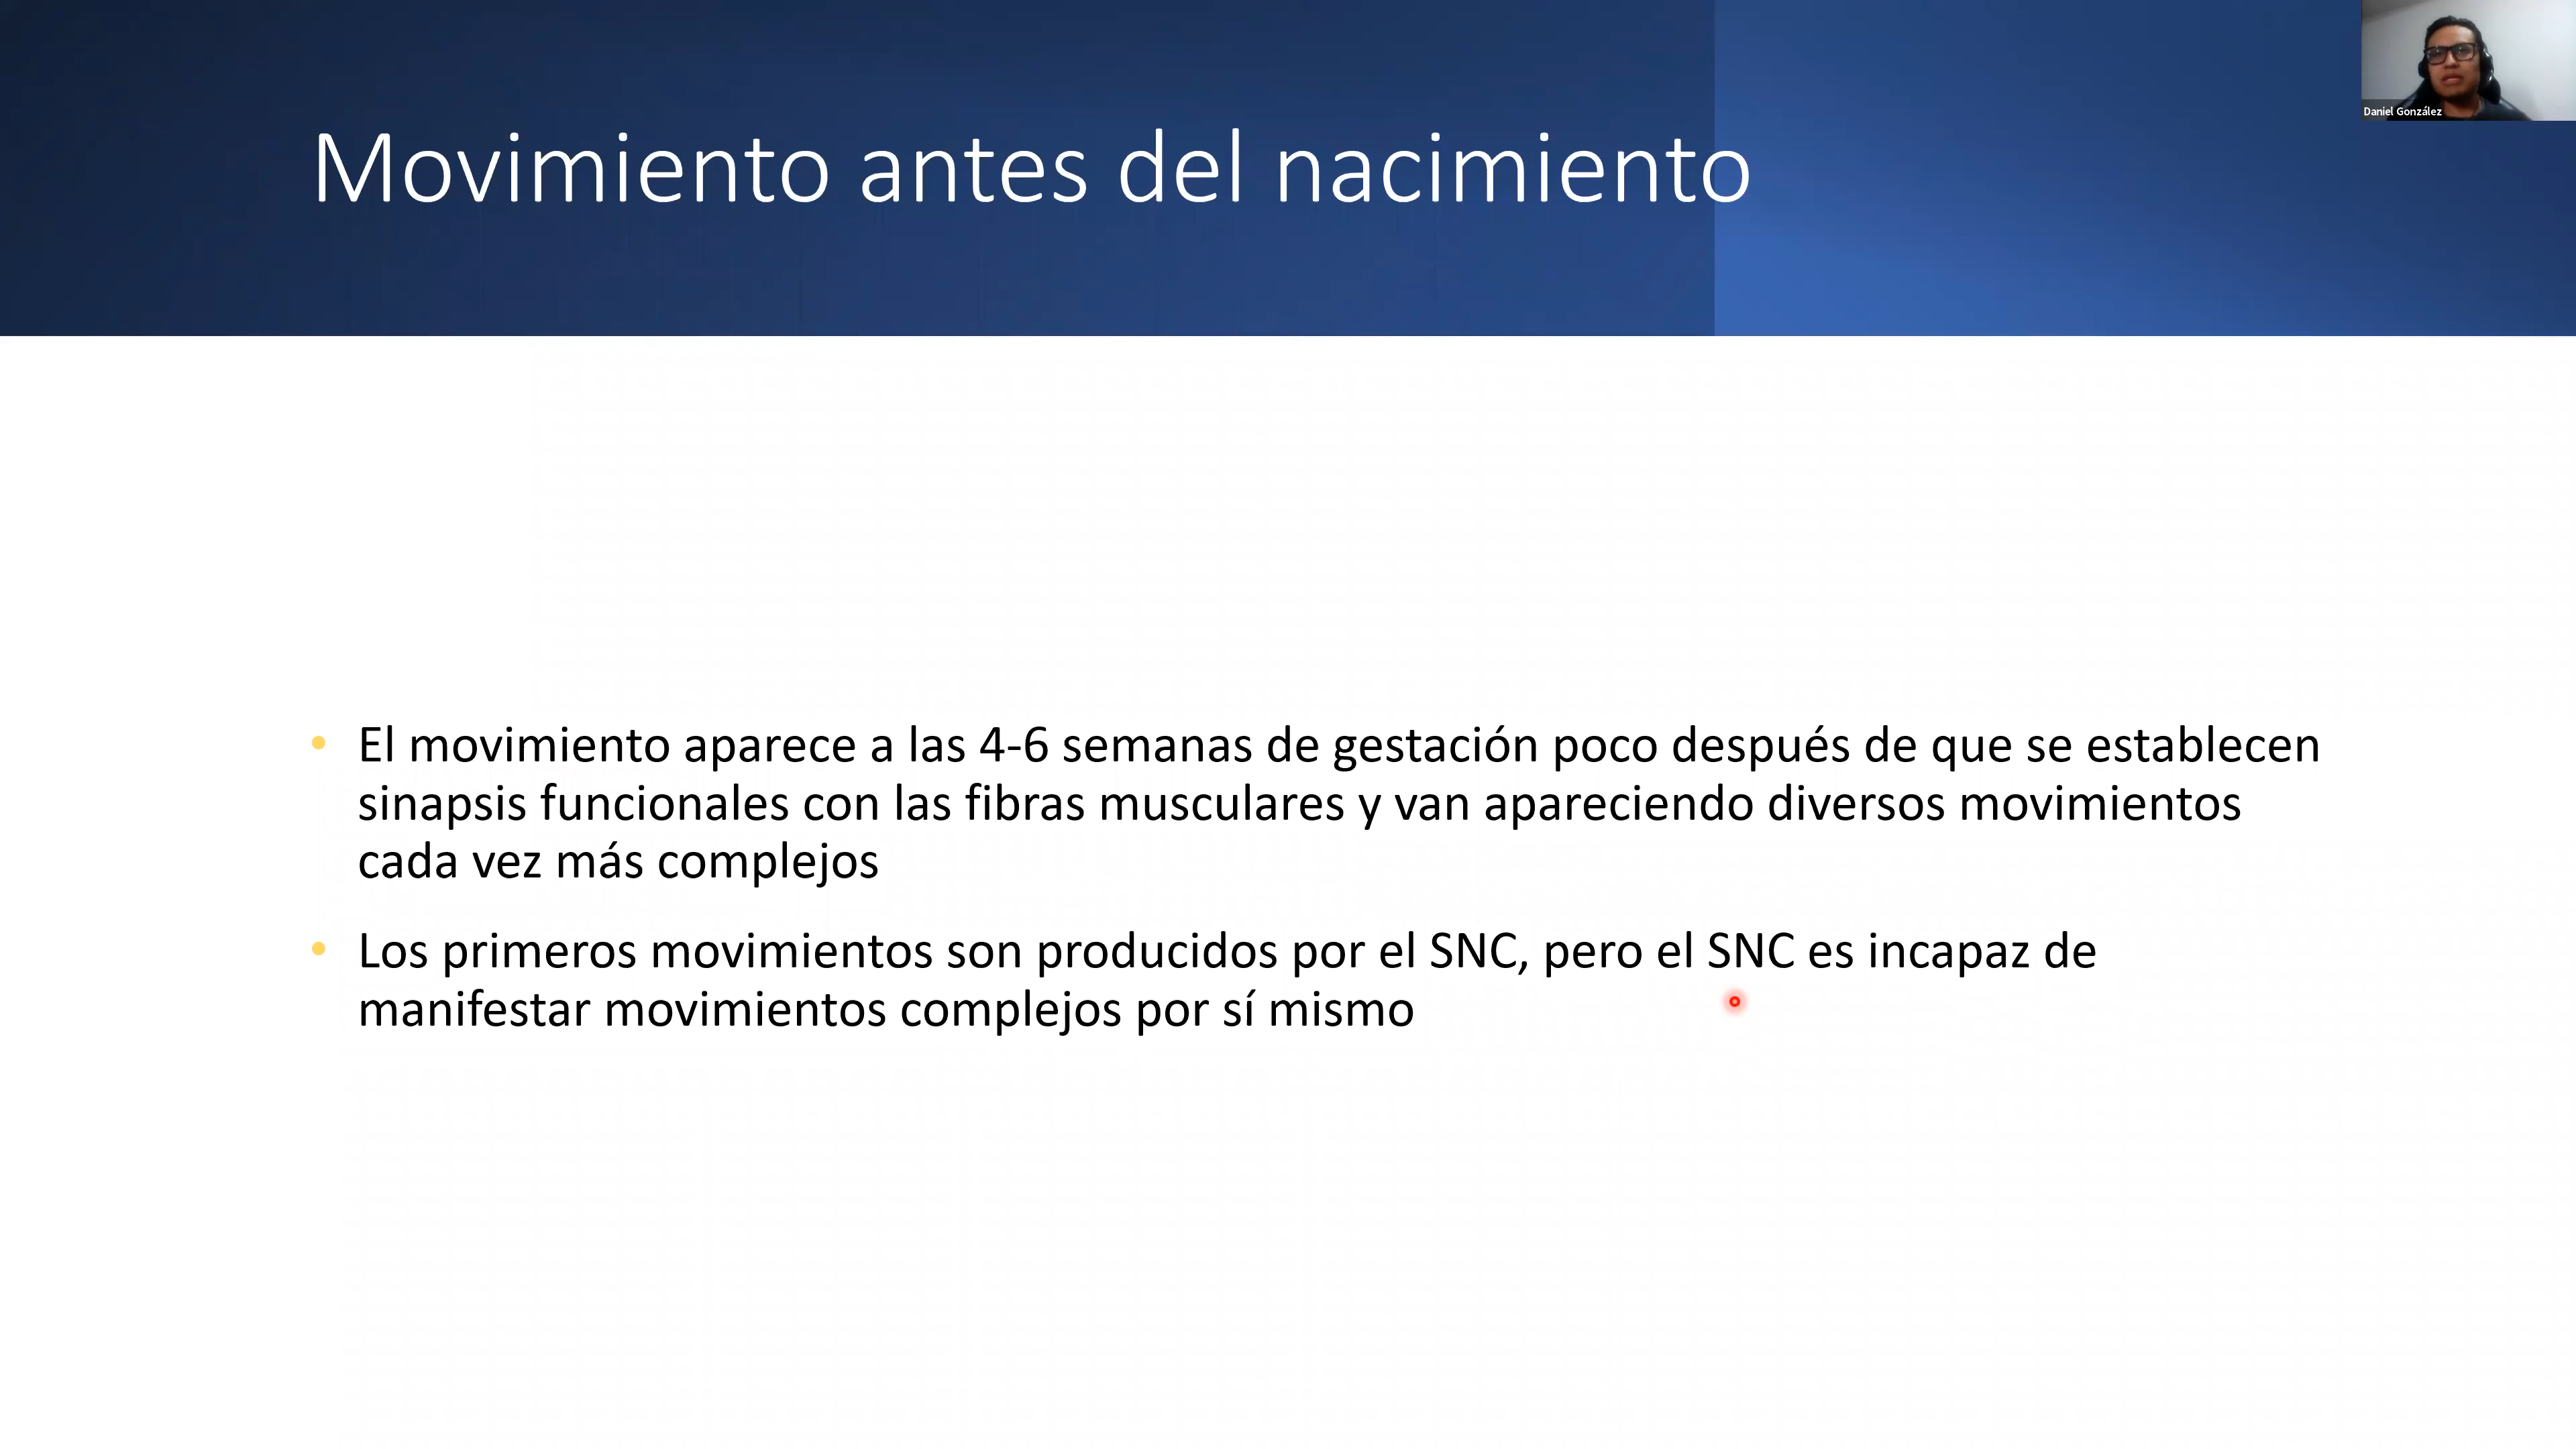 Daniel González
Movimiento antes del nacimiento
• El movimiento aparece a las 4-6 semanas de gestación poco después de que se establecen
sinapsis funcionales con las fibras musculares y van apareciendo diversos movimientos
cada vez más complejos
• Los primeros movimientos son producidos por el SNC, pero el SNC es incapaz de
manifestar movimientos complejos por sí mismo